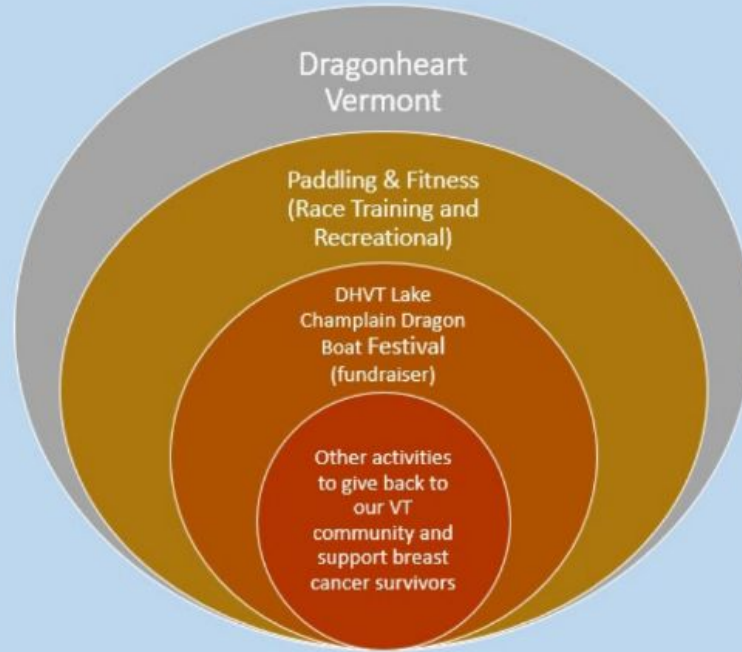 Dragonheart
Vermont
Paddling & Fitness
(Race Training and
Recreational)
DHVT Lake
Champlain Dragon
Boat Festival
(fundraiser)
Other activities
to give back to
our VT
community and
support breast
cancer survivors